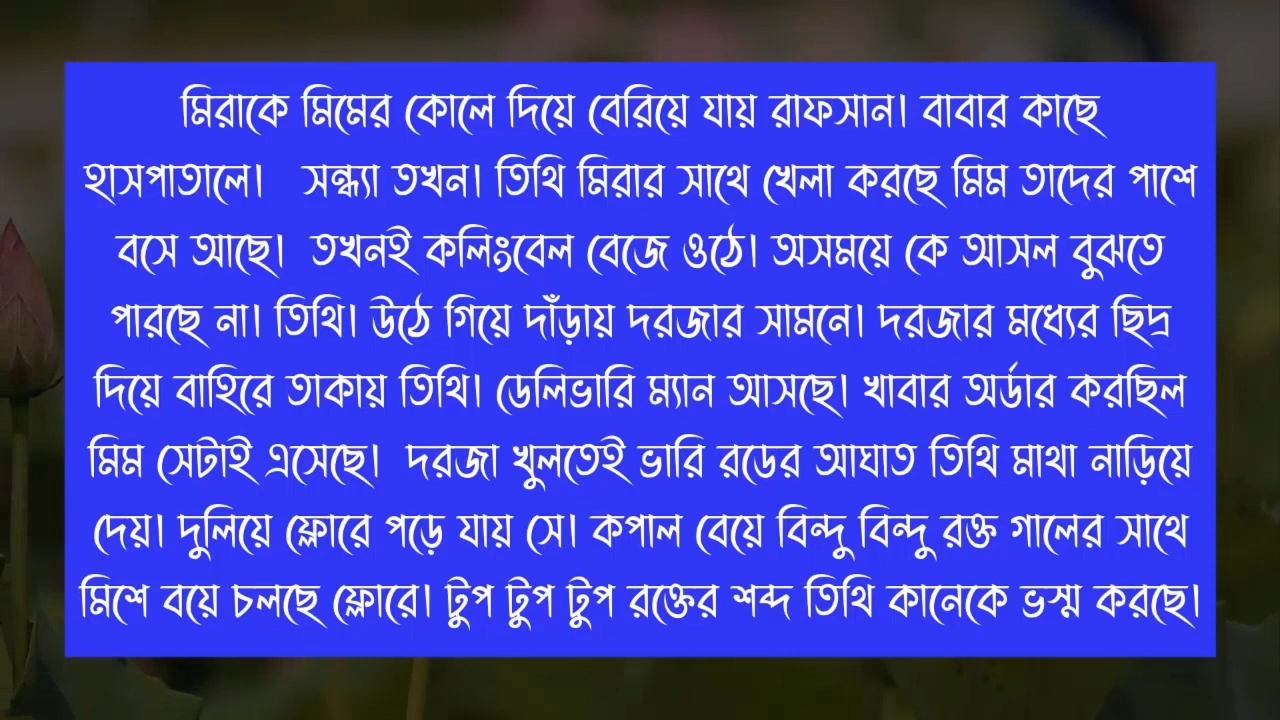 মিরাকে মিমের কোলে দিয়ে বেরিয়ে যায় রাফসান। বাবার কাছে
হাসপাতালে। সন্ধ্যা তখন। তিথি মিরার সাথে খেলা করছে মিম তাদের পাশে
বসে আছে। তখনই কলিংবেল বেজে ওঠে। অসময়ে কে আসল বুঝতে
পারছে না। তিথি। উঠে গিয়ে দাঁড়ায় দরজার সামনে। দরজার মধ্যের ছিদ্র
দিয়ে বাহিরে তাকায় তিথি। ডেলিভারি ম্যান আসছে। খাবার অর্ডার করছিল
মিম সেটাই এসেছে। দরজা খুলতেই ভারি রডের আঘাত তিথি মাথা নাড়িয়ে
দেয়। দুলিয়ে ফ্লোরে পড়ে যায় সে। কপাল বেয়ে বিন্দু বিন্দু রক্ত গালের সাথে
মিশে বয়ে চলছে ফ্লোরে। টুপ টুপ টুপ রক্তের শব্দ তিথি কানেকে ভস্ম করছে।